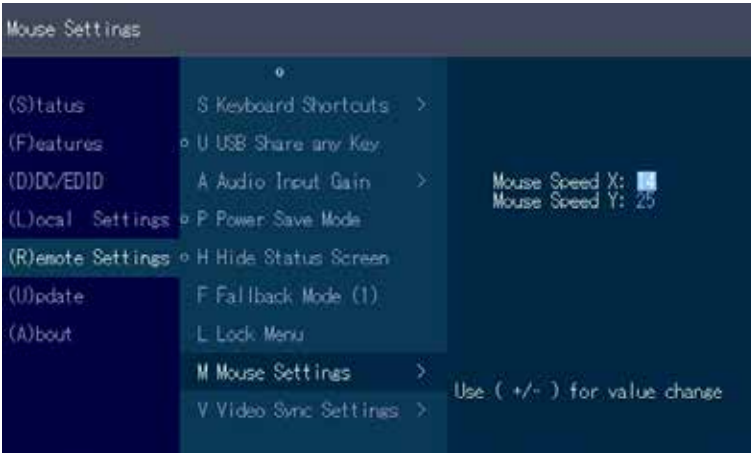 Mouse Settings
(S)tatus
(F)eatures
(D)DC/EDID
(L)ocal Settings
(R)emote Settings
(U)pdate
(A)bout
S Keyboard Shortcuts >
U USB Share any Key
A Audio Input Gain >
P Power Save Mode
H Hide Status Screen
F Fallback Mode (1)
L Lock Menu
M Mouse Settings >
V Video Sync Settings >
Mouse Speed X: 14
Mouse Speed Y: 25
Use ( +/- ) for value change